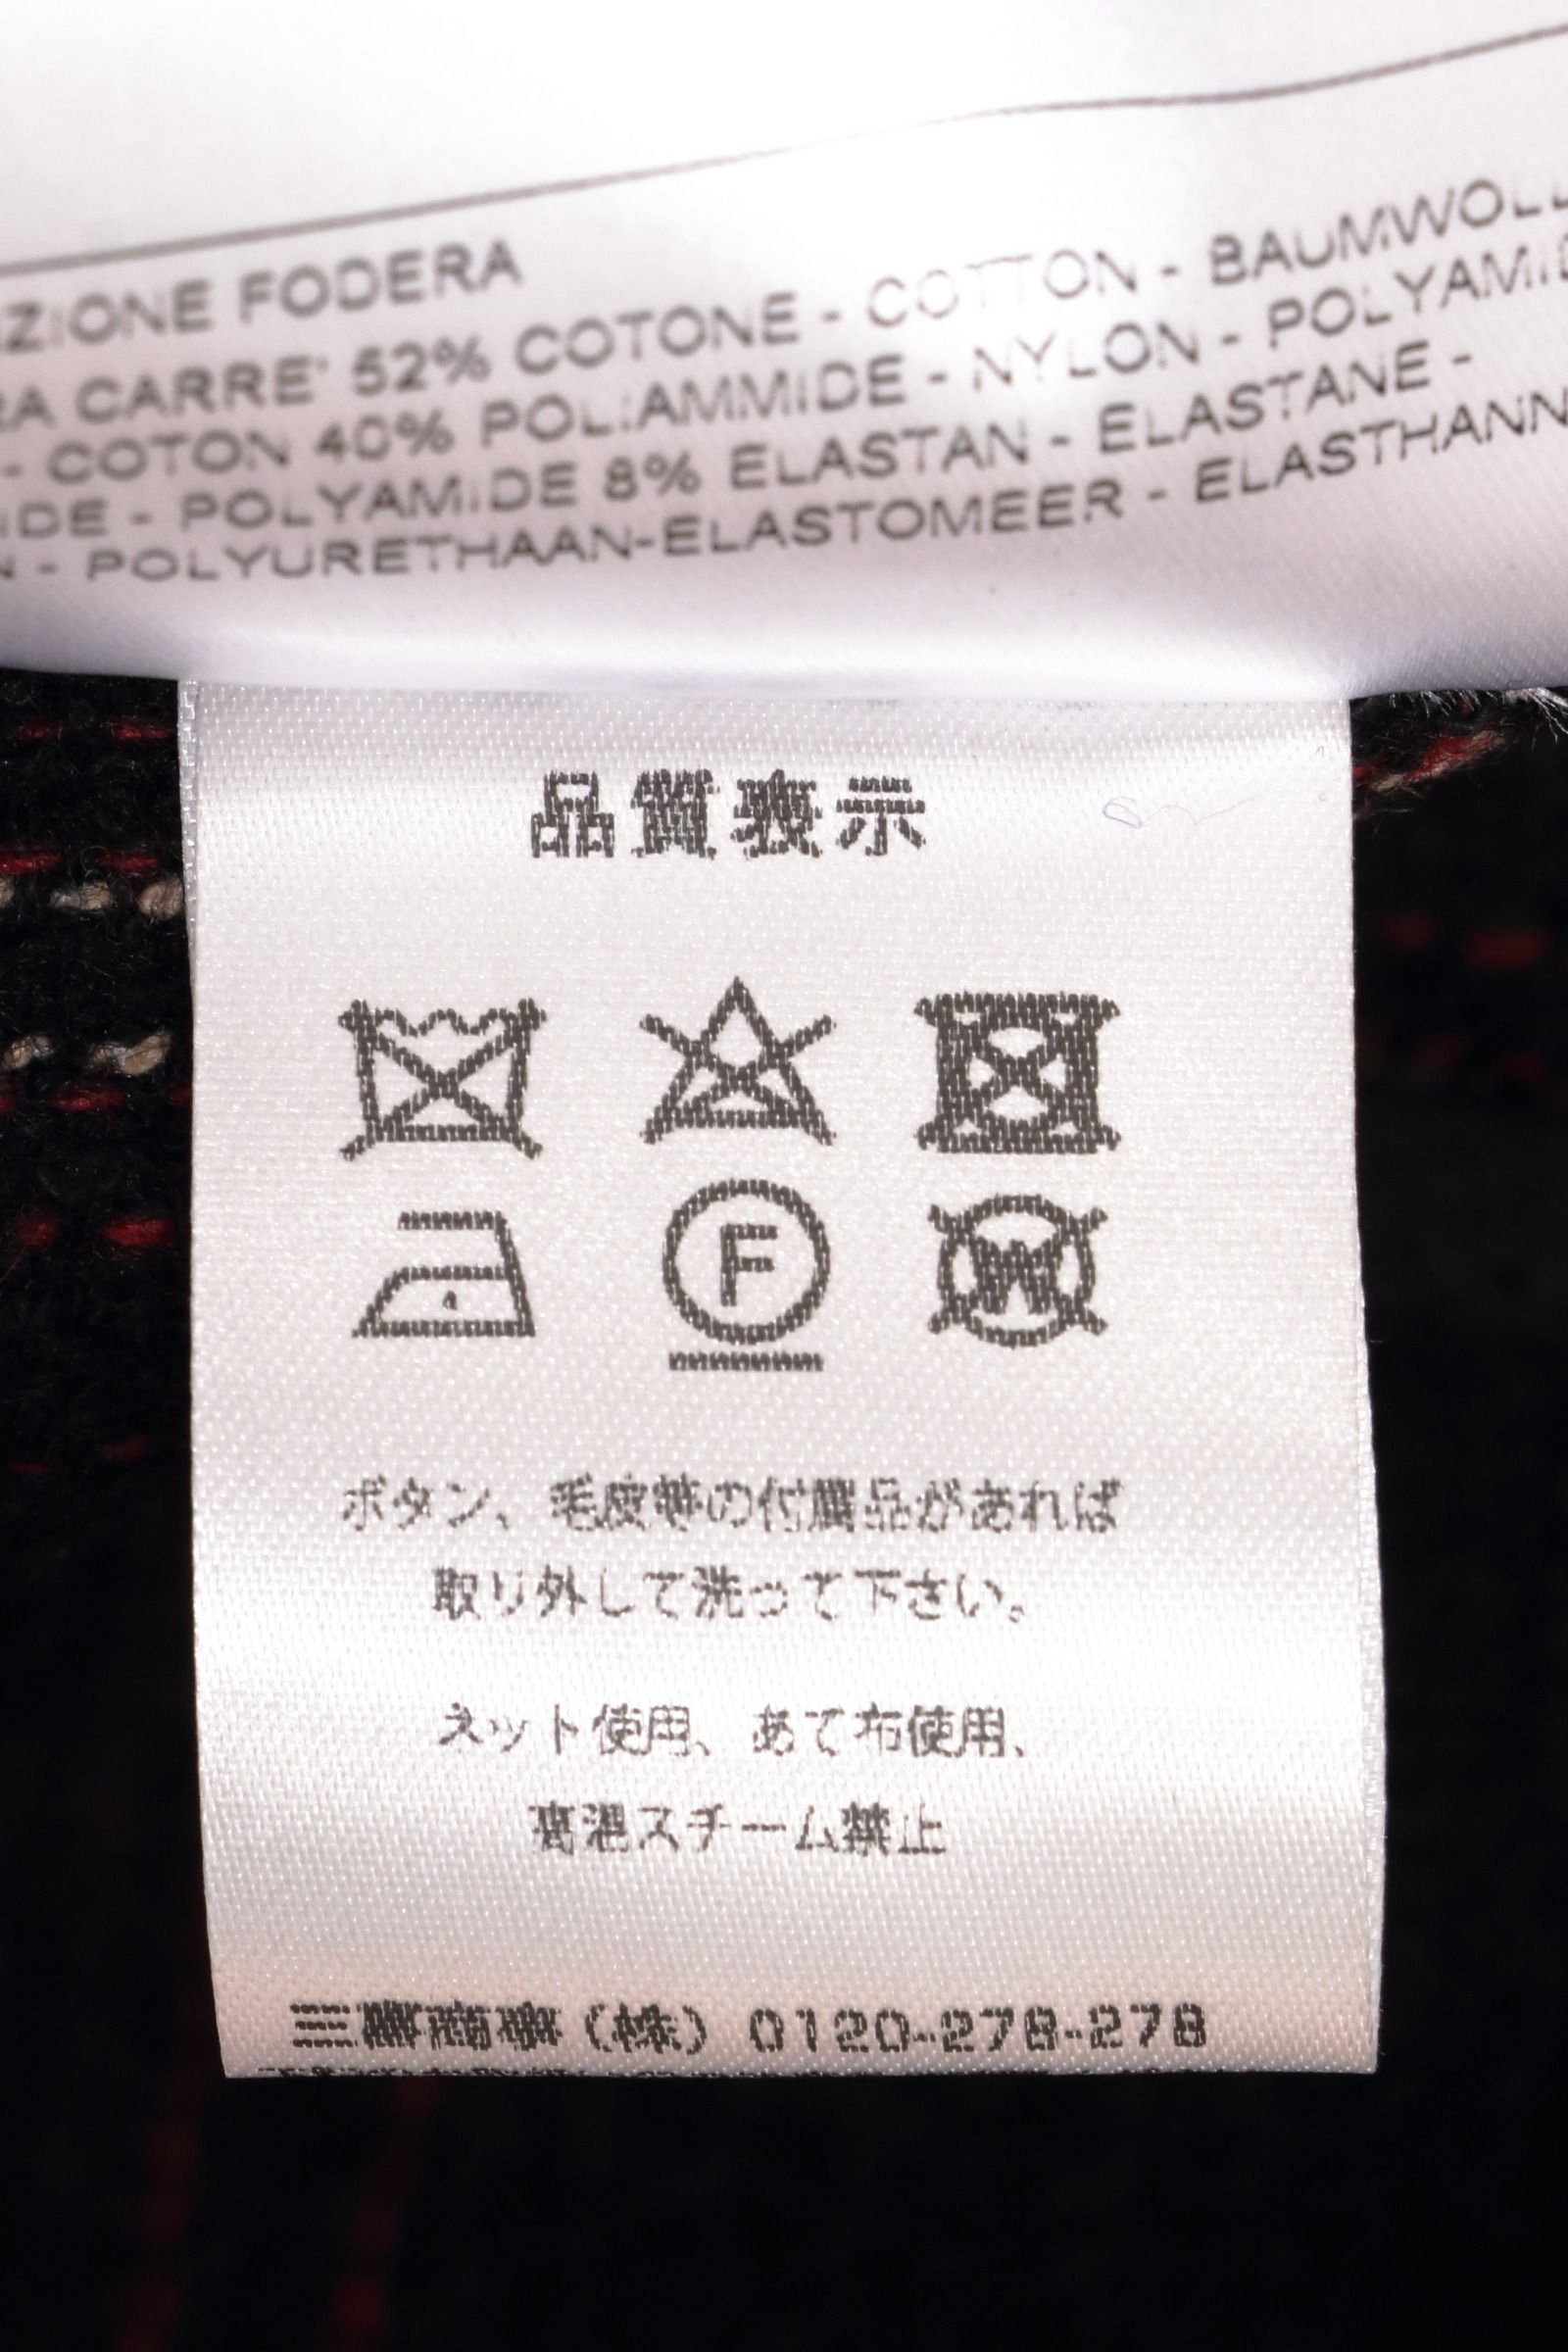 ZIONE FODERA
RA CARRE' 52% COTONE - COTTON - BAUMWOLL
- COTON 40% POLIAMMIDE - NYLON - POLYAMID
IDE - POLYAMIDE 8% ELASTAN - ELASTANE -
N - POLYURETHAAN-ELASTOMEER - ELASTHANN
品質表示
F
W
ボタン、毛皮等の付属品があれば
取り外して洗って下さい。
ネット使用、あて布使用、
高温スチーム禁止
三喜商事(株) 0120-278-278